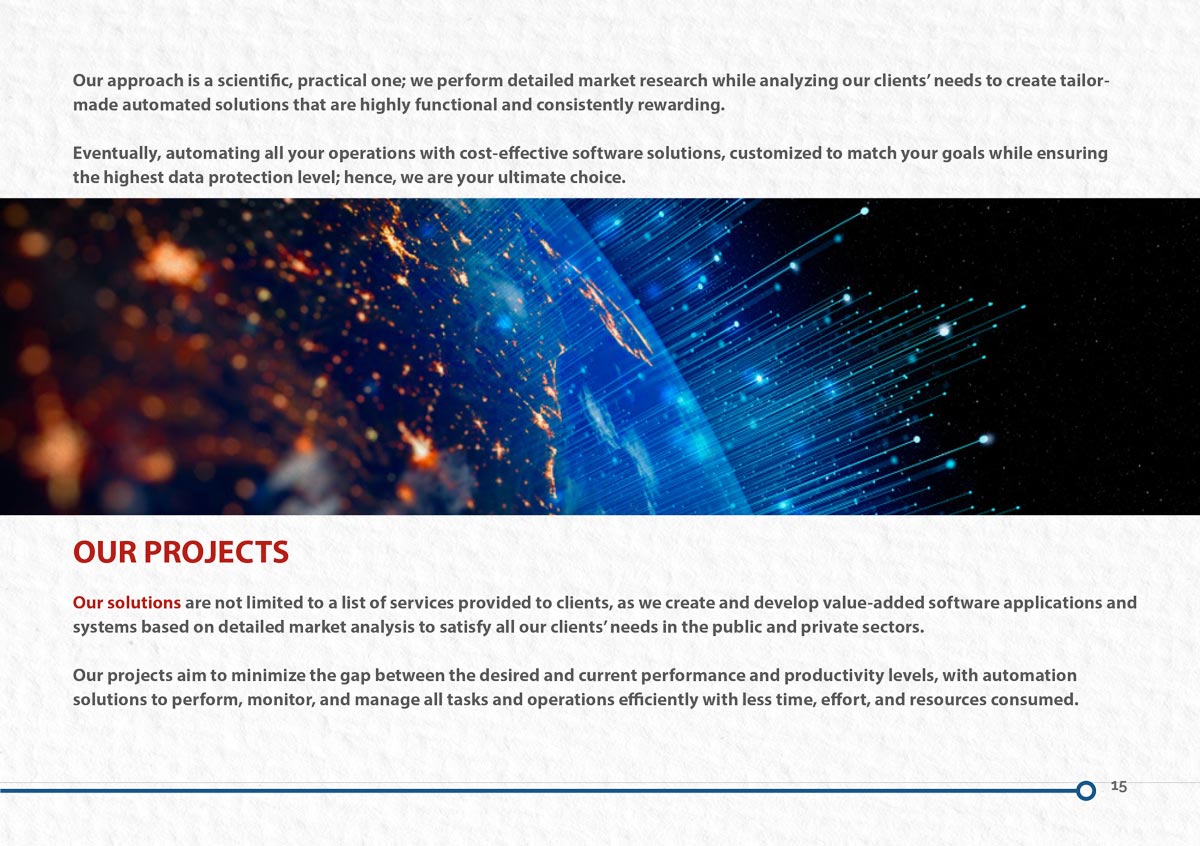 Our approach is a scientific, practical one; we perform detailed market research while analyzing our clients’ needs to create tailor-
made automated solutions that are highly functional and consistently rewarding.
Eventually, automating all your operations with cost-effective software solutions, customized to match your goals while ensuring
the highest data protection level; hence, we are your ultimate choice.
OUR PROJECTS
Our solutions are not limited to a list of services provided to clients, as we create and develop value-added software applications and
systems based on detailed market analysis to satisfy all our clients’ needs in the public and private sectors.
Our projects aim to minimize the gap between the desired and current performance and productivity levels, with automation
solutions to perform, monitor, and manage all tasks and operations efficiently with less time, effort, and resources consumed.
15